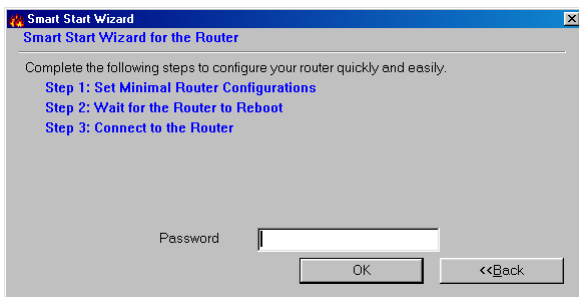 Smart Start Wizard
Smart Start Wizard for the Router
Complete the following steps to configure your router quickly and easily.
Step 1: Set Minimal Router Configurations
Step 2: Wait for the Router to Reboot
Step 3: Connect to the Router
Password
OK
<<Back